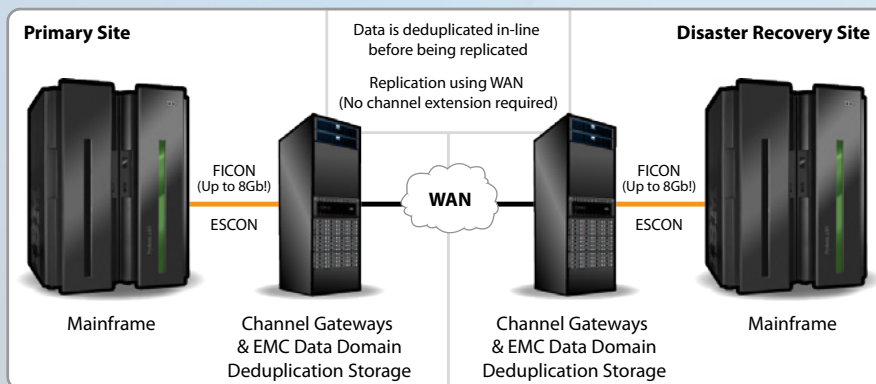 Primary Site
Data is deduplicated in-line
before being replicated
Replication using WAN
(No channel extension required)
Disaster Recovery Site
FICON
(Up to 8Gb!)
ESCON
WAN
FICON
(Up to 8Gb!)
ESCON
Mainframe
Channel Gateways
& EMC Data Domain
Deduplication Storage
Channel Gateways
& EMC Data Domain
Deduplication Storage
Mainframe